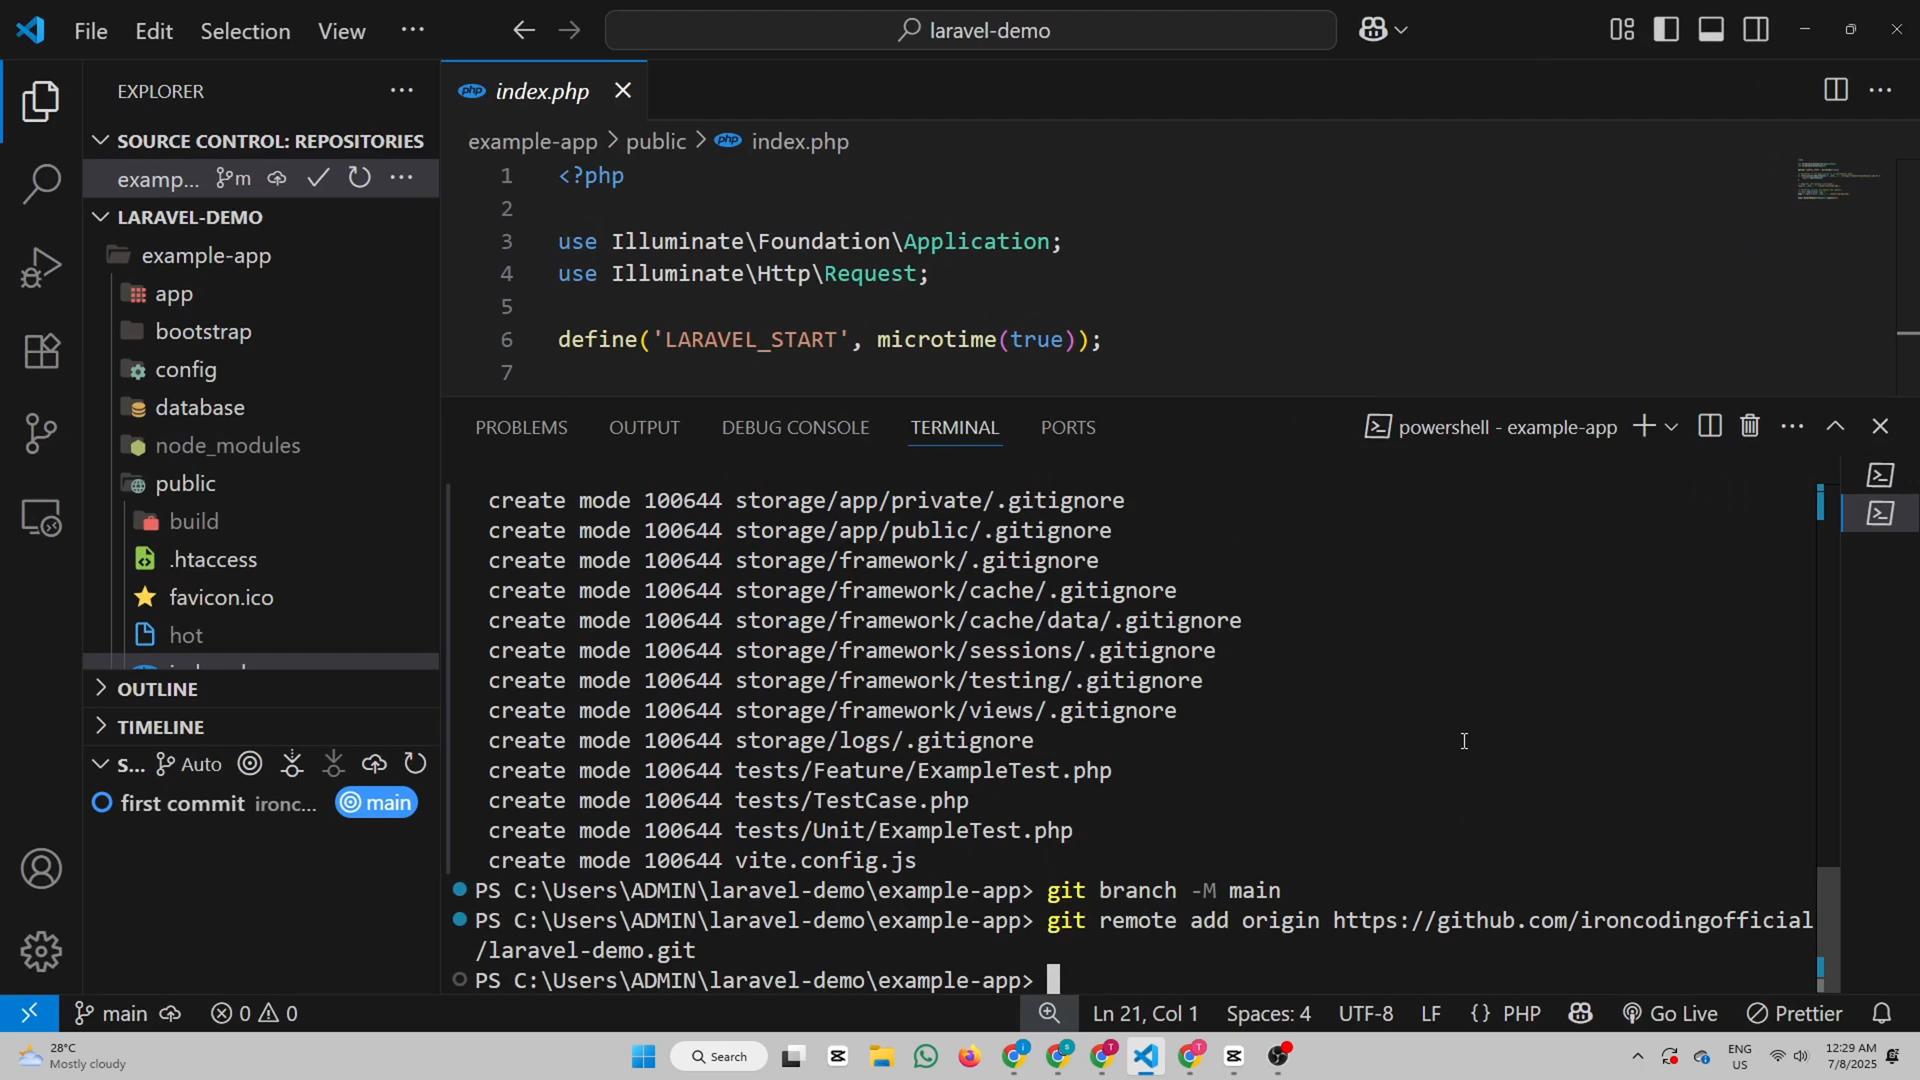 File Edit Selection View ...
laravel-demo
EXPLORER
SOURCE CONTROL: REPOSITORIES
examp... m
LARAVEL-DEMO
example-app
app
bootstrap
config
database
node_modules
public
build
.htaccess
favicon.ico
hot
OUTLINE
TIMELINE
S... Auto
first commit ironc... main
index.php
example-app > public > index.php
1 <?php
2
3 use Illuminate\Foundation\Application;
4 use Illuminate\Http\Request;
5
6 define('LARAVEL_START', microtime(true));
7
PROBLEMS OUTPUT DEBUG CONSOLE TERMINAL PORTS
powershell - example-app
create mode 100644 storage/app/private/.gitignore
create mode 100644 storage/app/public/.gitignore
create mode 100644 storage/framework/.gitignore
create mode 100644 storage/framework/cache/.gitignore
create mode 100644 storage/framework/cache/data/.gitignore
create mode 100644 storage/framework/sessions/.gitignore
create mode 100644 storage/framework/testing/.gitignore
create mode 100644 storage/framework/views/.gitignore
create mode 100644 storage/logs/.gitignore
create mode 100644 tests/Feature/ExampleTest.php
create mode 100644 tests/TestCase.php
create mode 100644 tests/Unit/ExampleTest.php
create mode 100644 vite.config.js
PS C:\Users\ADMIN\laravel-demo\example-app> git branch -M main
PS C:\Users\ADMIN\laravel-demo\example-app> git remote add origin https://github.com/ironcodingofficial
/laravel-demo.git
PS C:\Users\ADMIN\laravel-demo\example-app>
main 0 0 Ln 21, Col 1 Spaces: 4 UTF-8 LF {} PHP Go Live Prettier
28°C
Mostly cloudy
Search
ENG
US
12:29 AM
7/8/2025